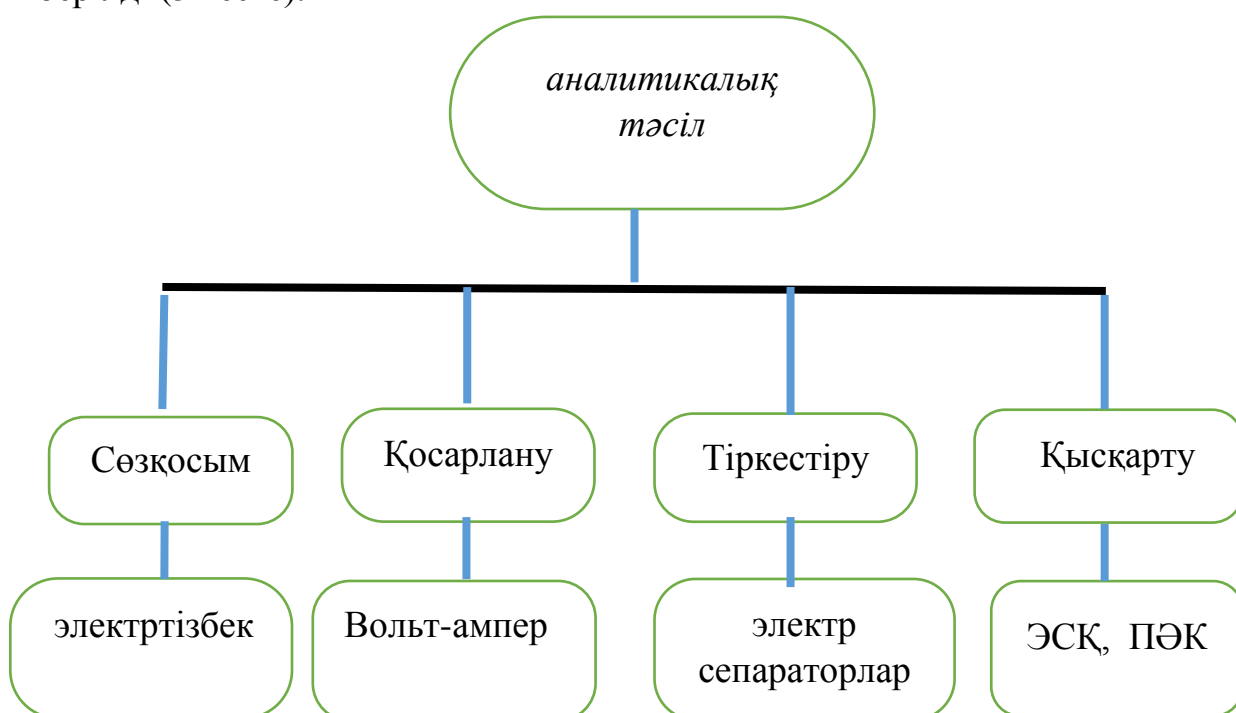 аналитикалық
тәсіл
Сөзқосым
Қосарлану
Тіркестіру
Қысқарту
электртізбек
Вольт-ампер
электр
сепараторлар
ЭСҚ, ПӘК